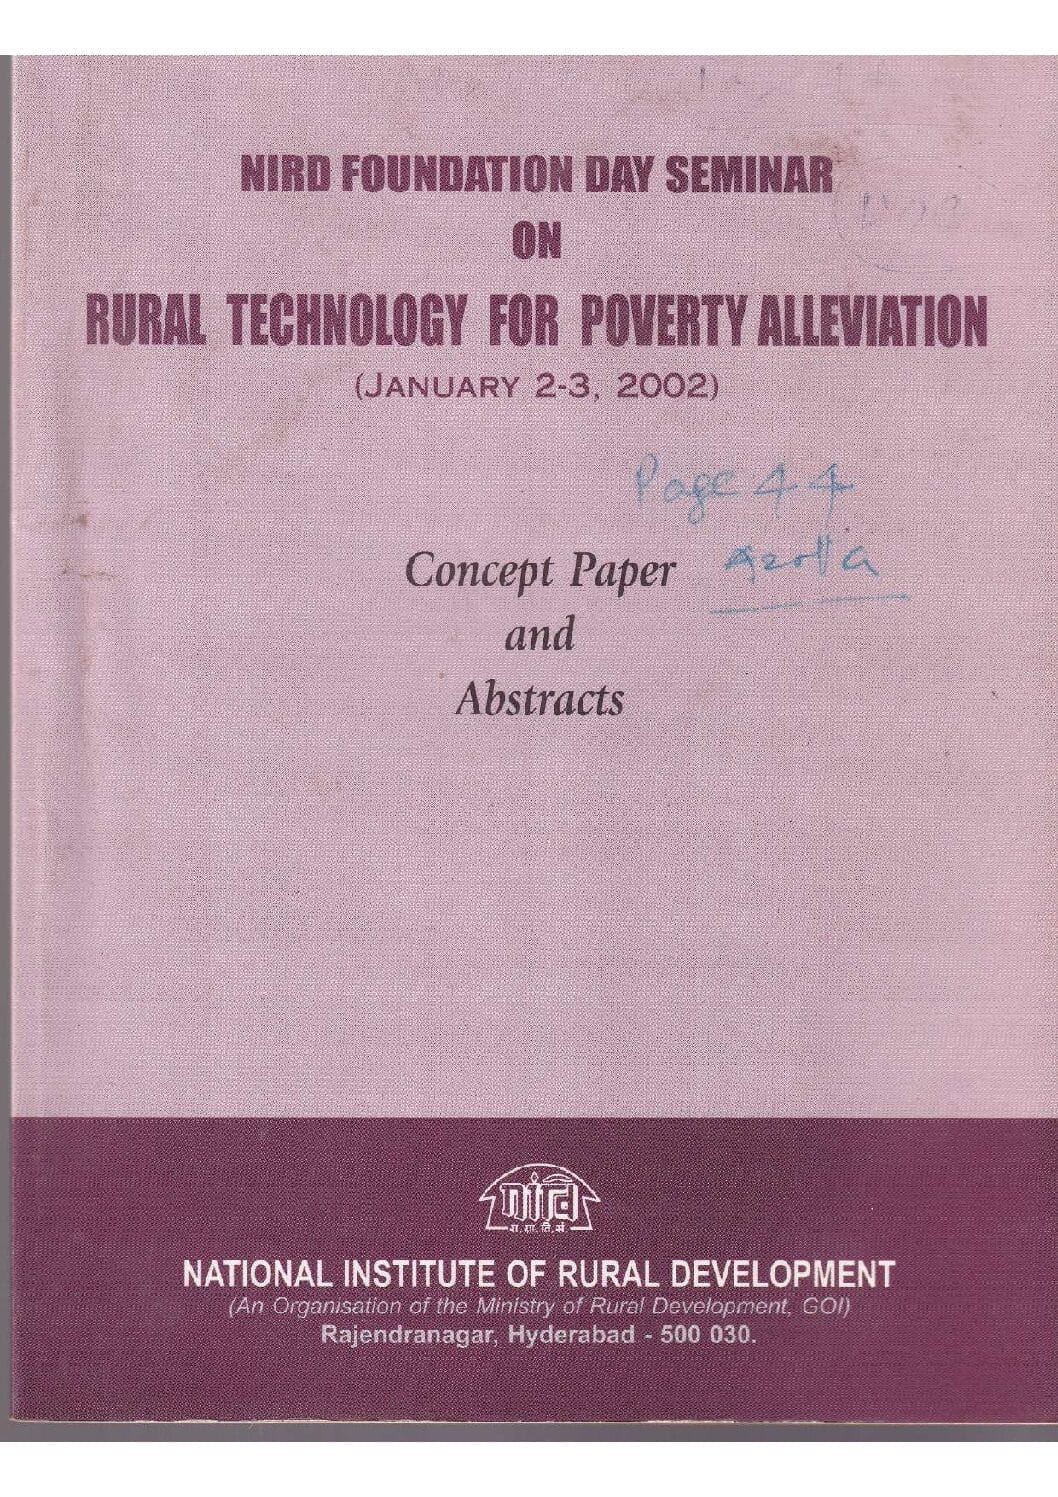 NIRD FOUNDATION DAY SEMINAR
ON
RURAL TECHNOLOGY FOR POVERTY ALLEVIATION
(JANUARY 2-3, 2002)
Page 44
Azolla
Concept Paper
and
Abstracts
NATIONAL INSTITUTE OF RURAL DEVELOPMENT
(An Organisation of the Ministry of Rural Development, GOI)
Rajendranagar, Hyderabad - 500 030.